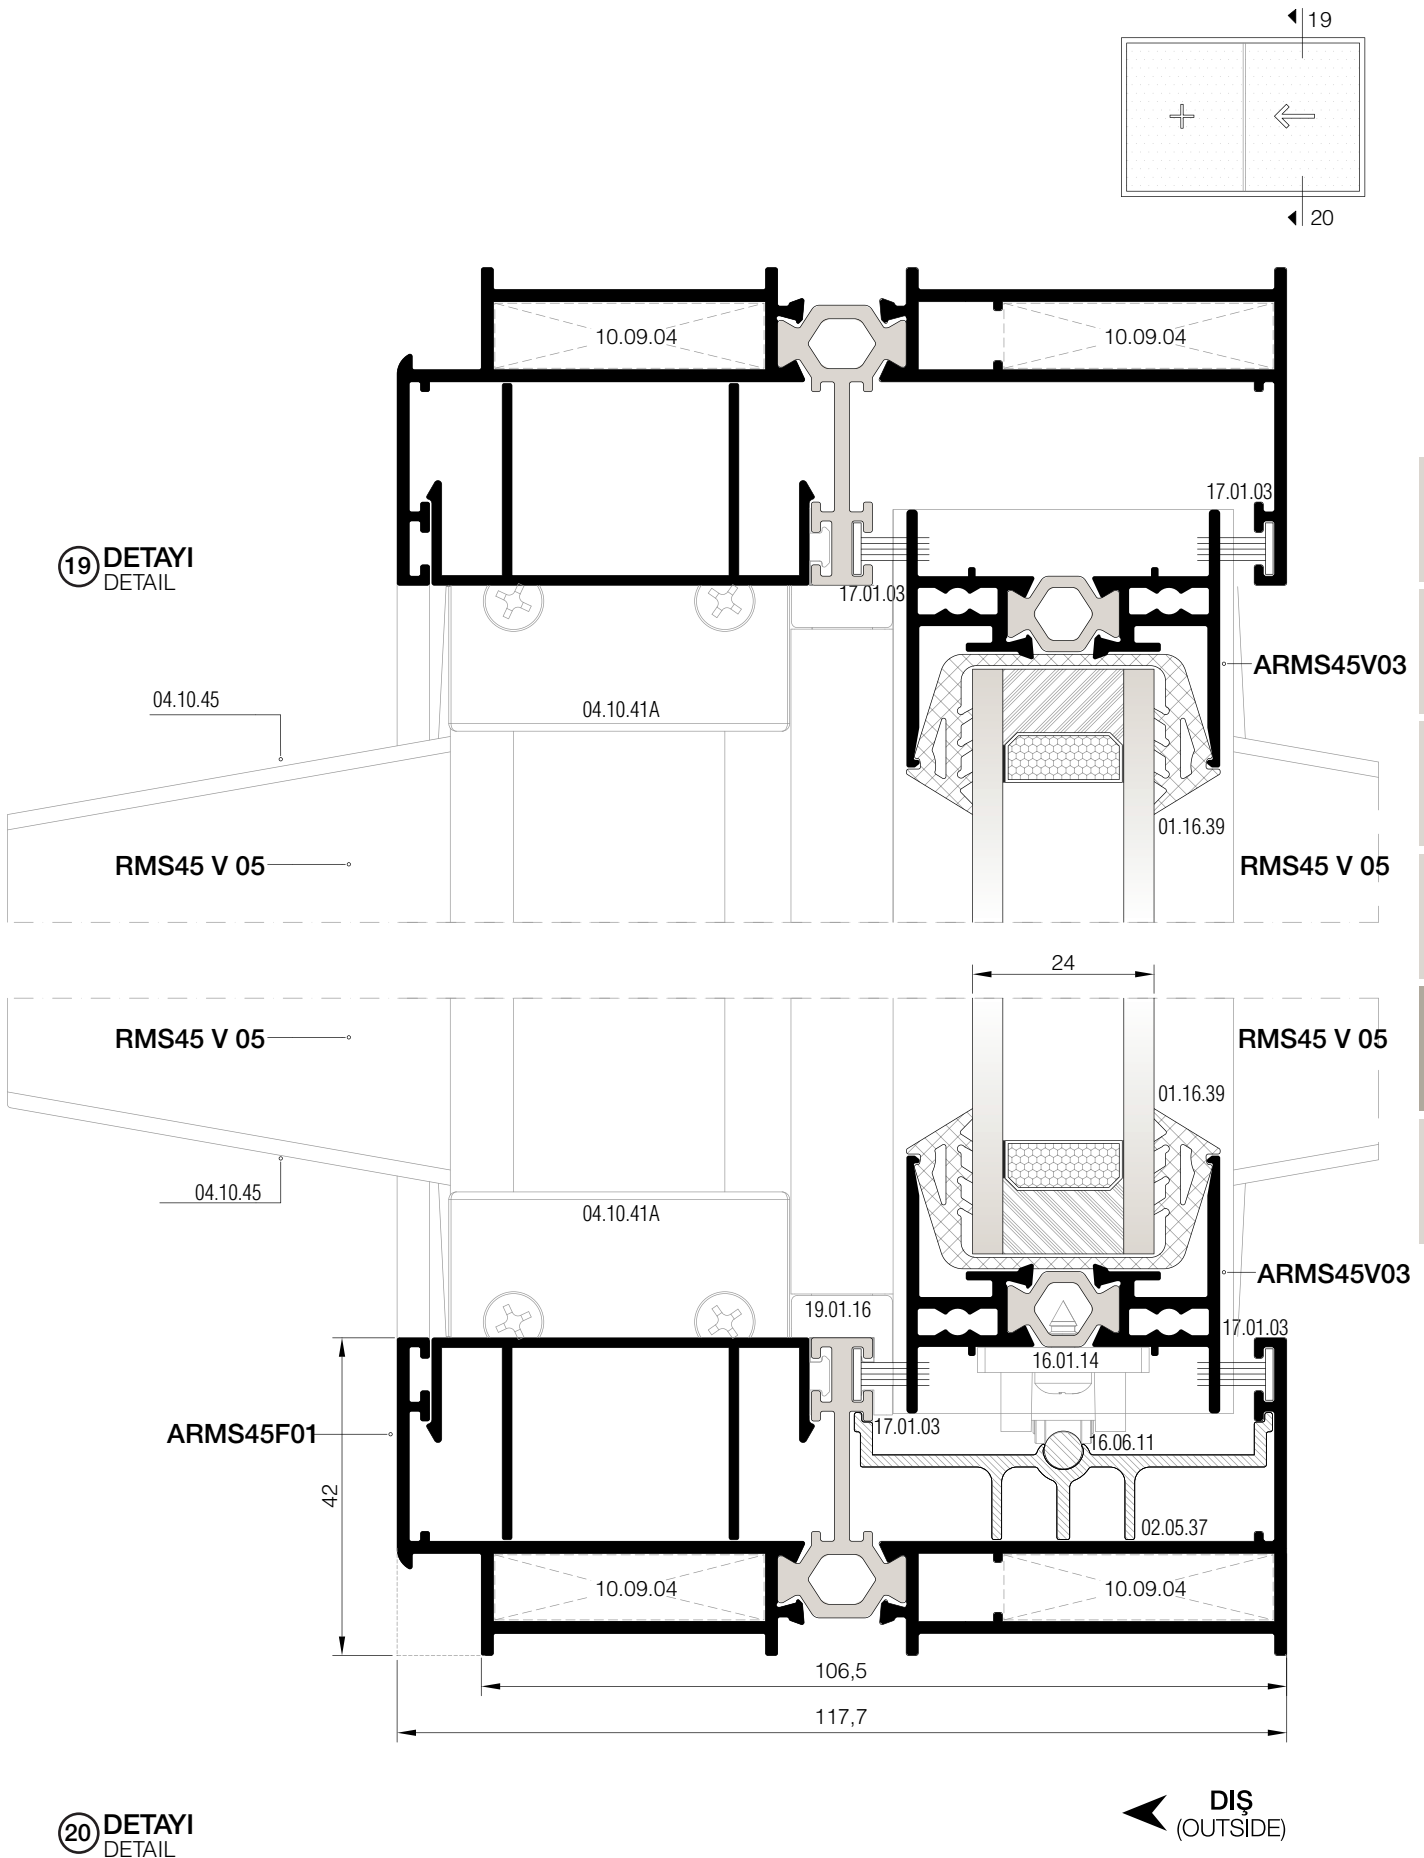 19
20
10.09.04
10.09.04
17.01.03
19 DETAYI
DETAIL
17.01.03
ARMS45V03
04.10.45
04.10.41A
01.16.39
RMS45 V 05
RMS45 V 05
24
RMS45 V 05
RMS45 V 05
01.16.39
04.10.45
04.10.41A
ARMS45V03
19.01.16
17.01.03
16.01.14
ARMS45F01
17.01.03
16.06.11
42
02.05.37
10.09.04
10.09.04
106,5
117,7
DIŞ
(OUTSIDE)
20 DETAYI
DETAIL